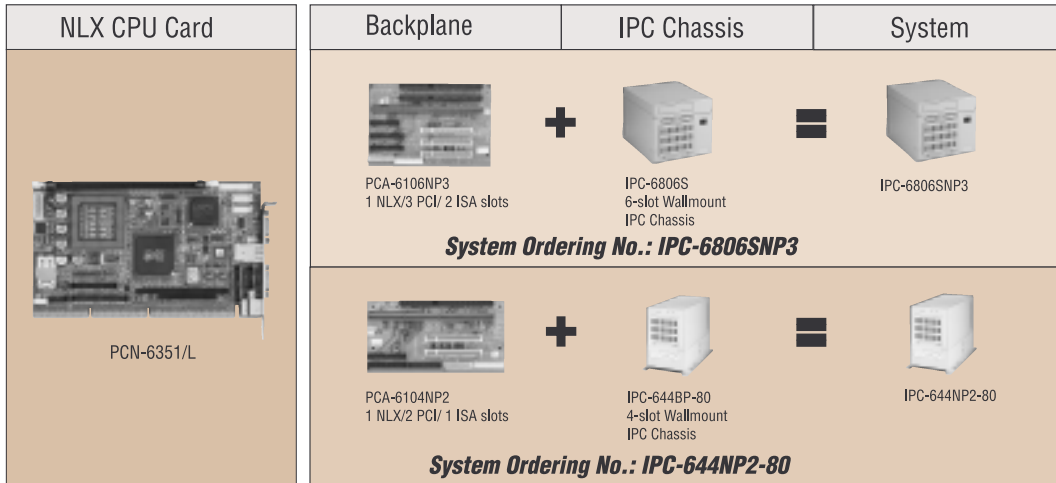 NLX CPU Card
PCN-6351/L
Backplane
IPC Chassis
System
PCA-6106NP3
1 NLX/3 PCI/ 2 ISA slots
IPC-6806S
6-slot Wallmount
IPC Chassis
IPC-6806SNP3
System Ordering No.: IPC-6806SNP3
PCA-6104NP2
1 NLX/2 PCI/ 1 ISA slots
IPC-644BP-80
4-slot Wallmount
IPC Chassis
IPC-644NP2-80
System Ordering No.: IPC-644NP2-80